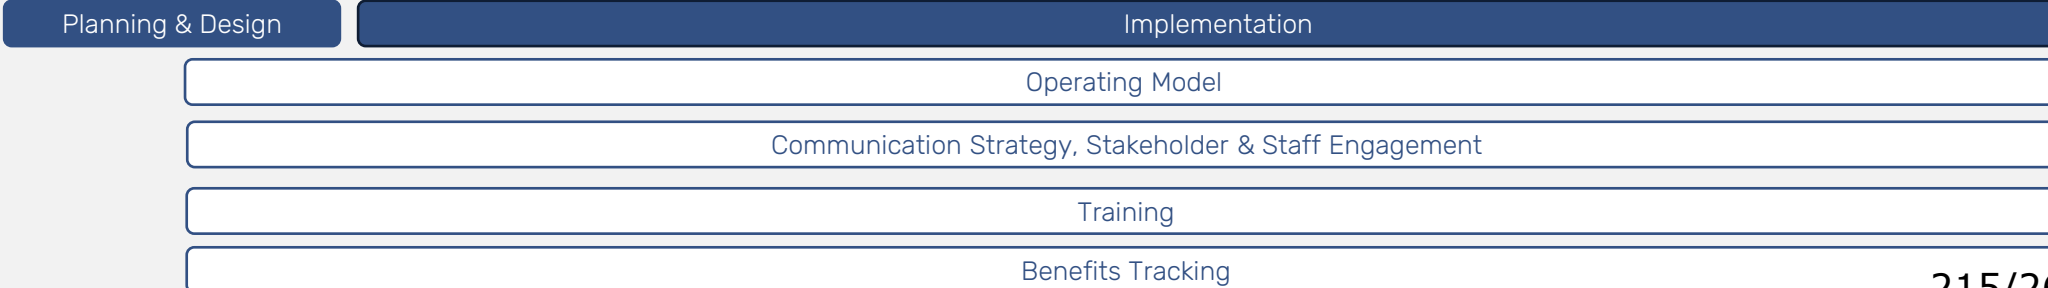 Planning & Design
Implementation
Operating Model
Communication Strategy, Stakeholder & Staff Engagement
Training
Benefits Tracking